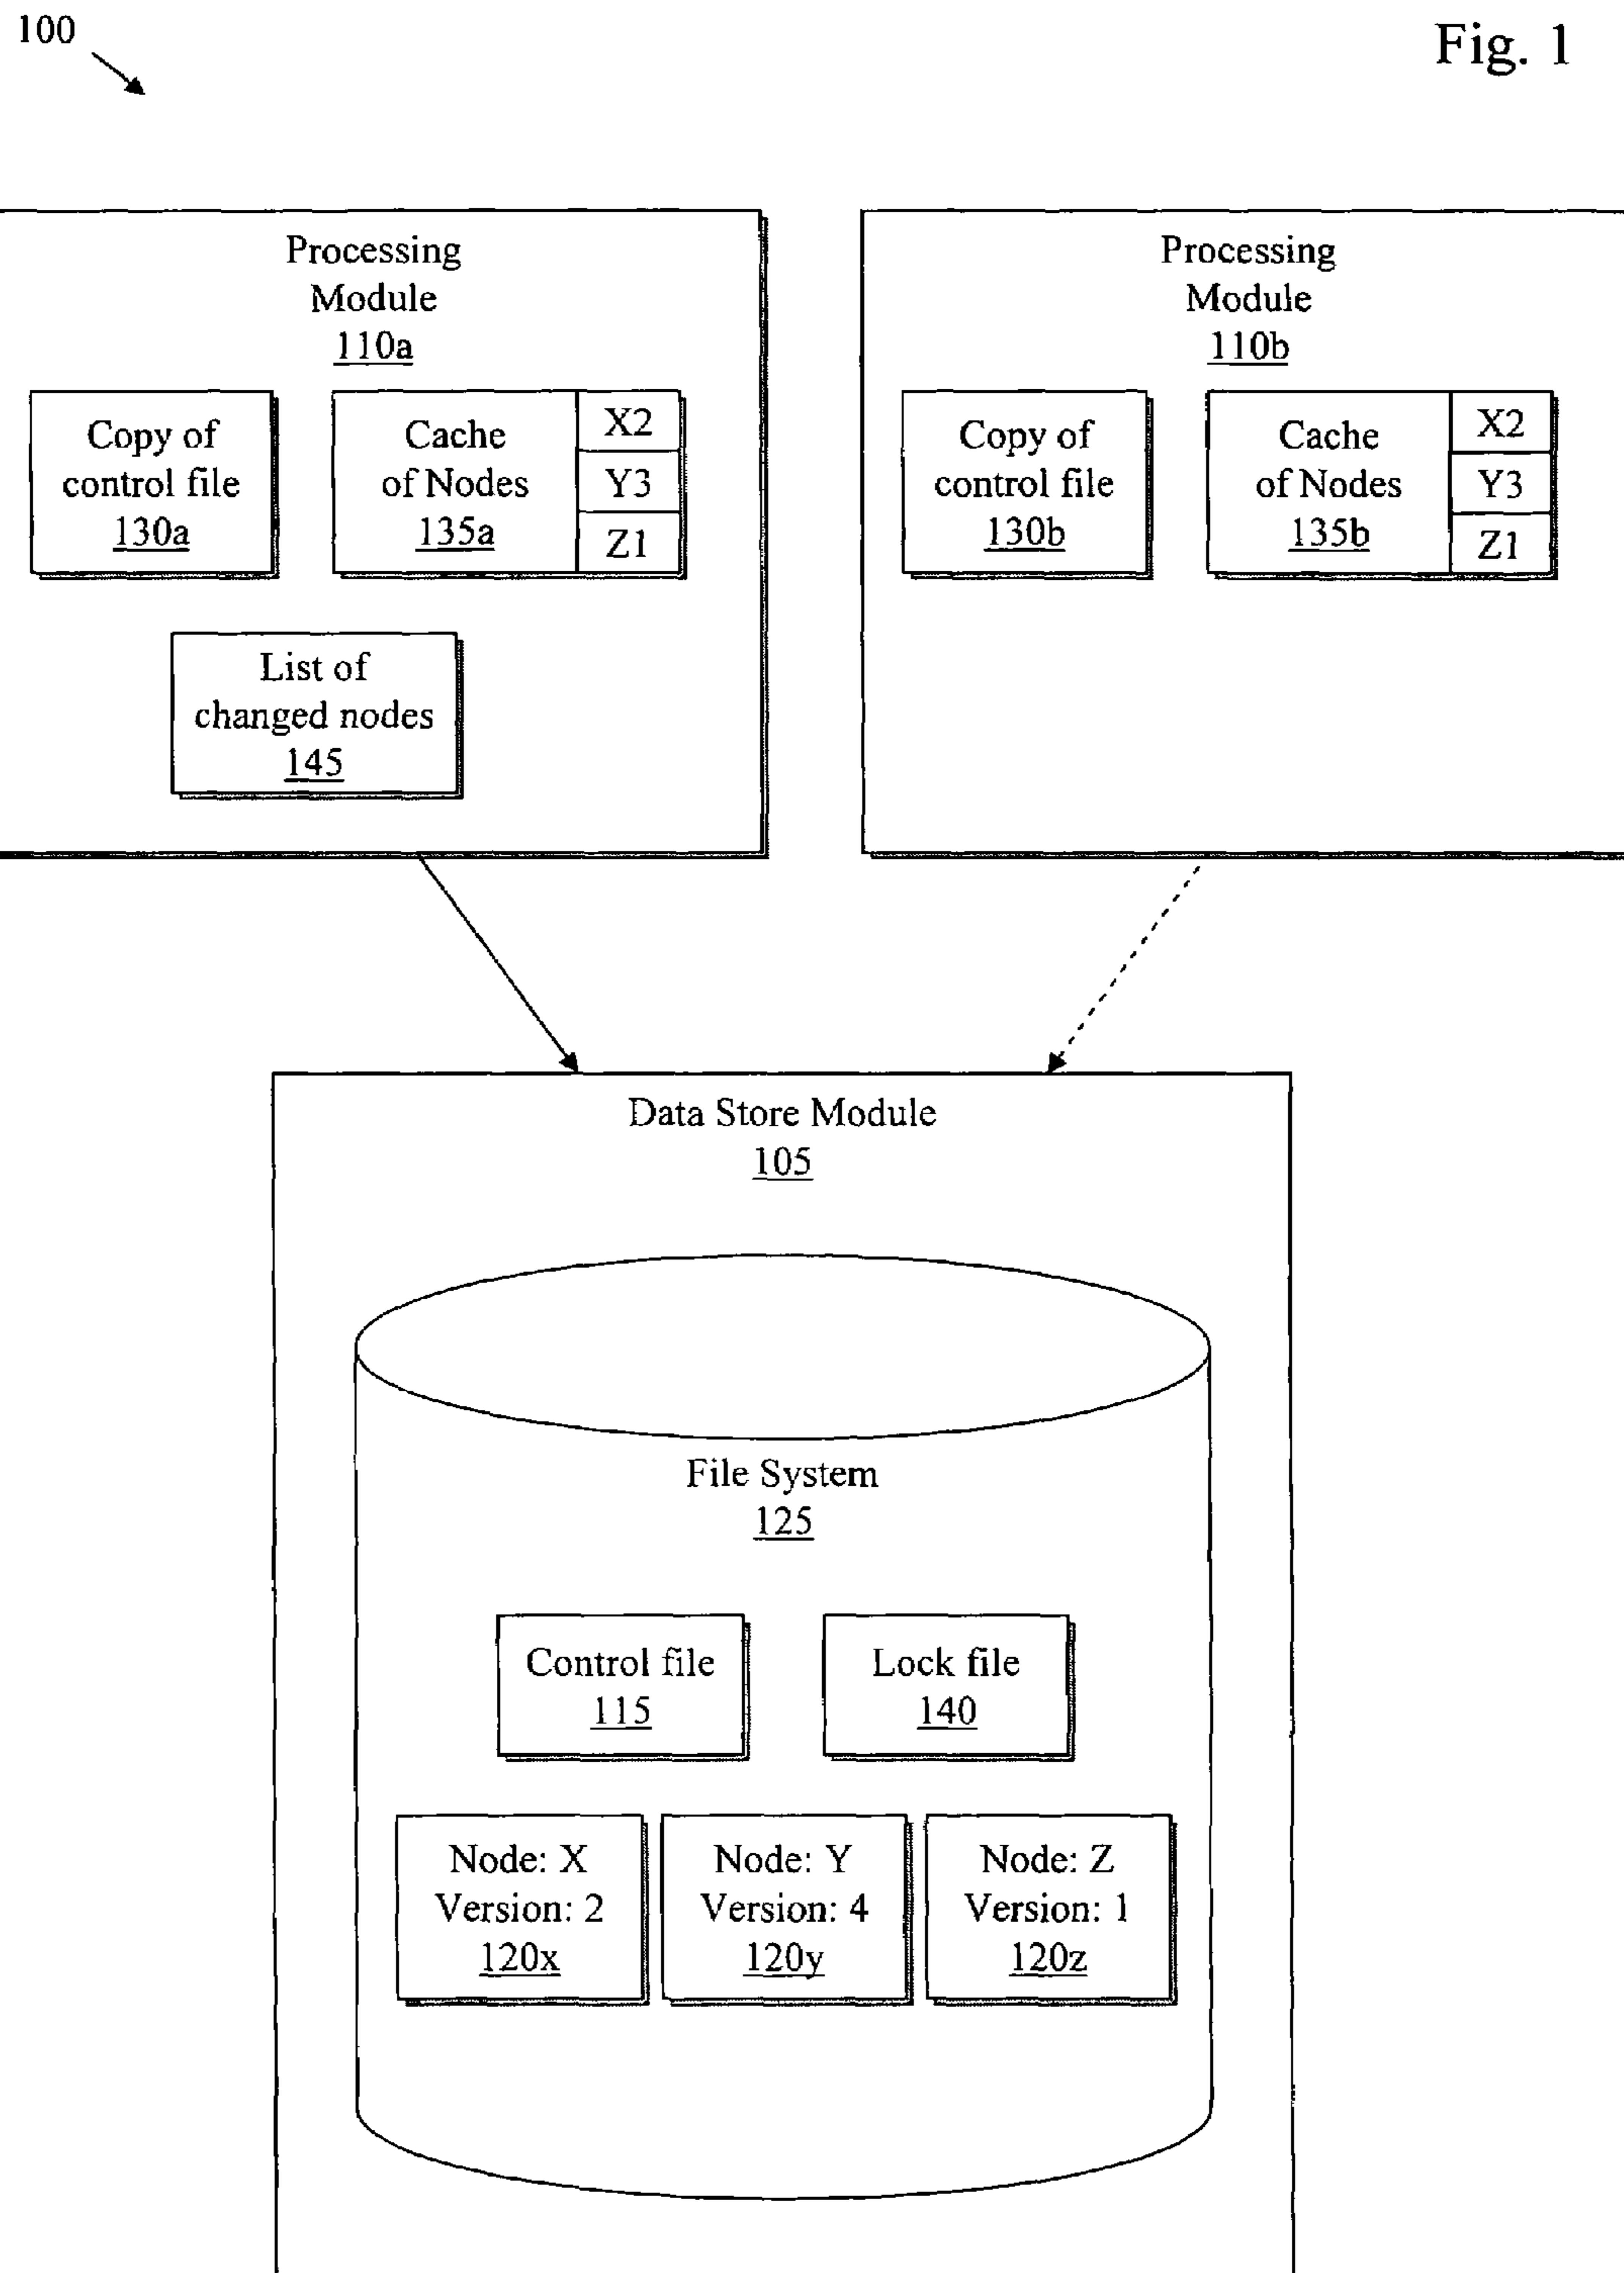 100
Fig. 1
Processing
Module
110a
Copy of
control file
130a
Cache
of Nodes
135a
X2
Y3
Z1
List of
changed nodes
145
Processing
Module
110b
Copy of
control file
130b
Cache
of Nodes
135b
X2
Y3
Z1
Data Store Module
105
File System
125
Control file
115
Lock file
140
Node: X
Version: 2
120x
Node: Y
Version: 4
120y
Node: Z
Version: 1
120z